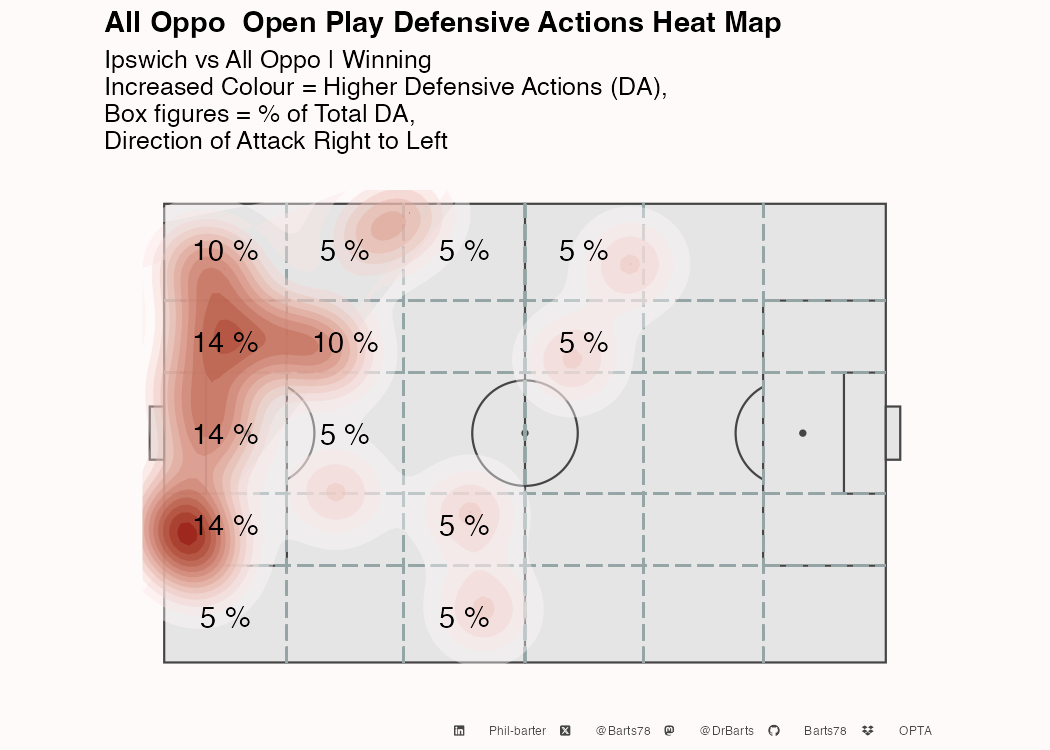 All Oppo  Open Play Defensive Actions Heat Map
Ipswich vs All Oppo | Winning
Increased Colour = Higher Defensive Actions (DA),
Box figures = % of Total DA,
Direction of Attack Right to Left
10 % 5 % 5 % 5 %
14 % 10 % 5 %
14 % 5 %
14 % 5 %
5 % 5 %
Phil-barter @Barts78 @DrBarts Barts78 OPTA